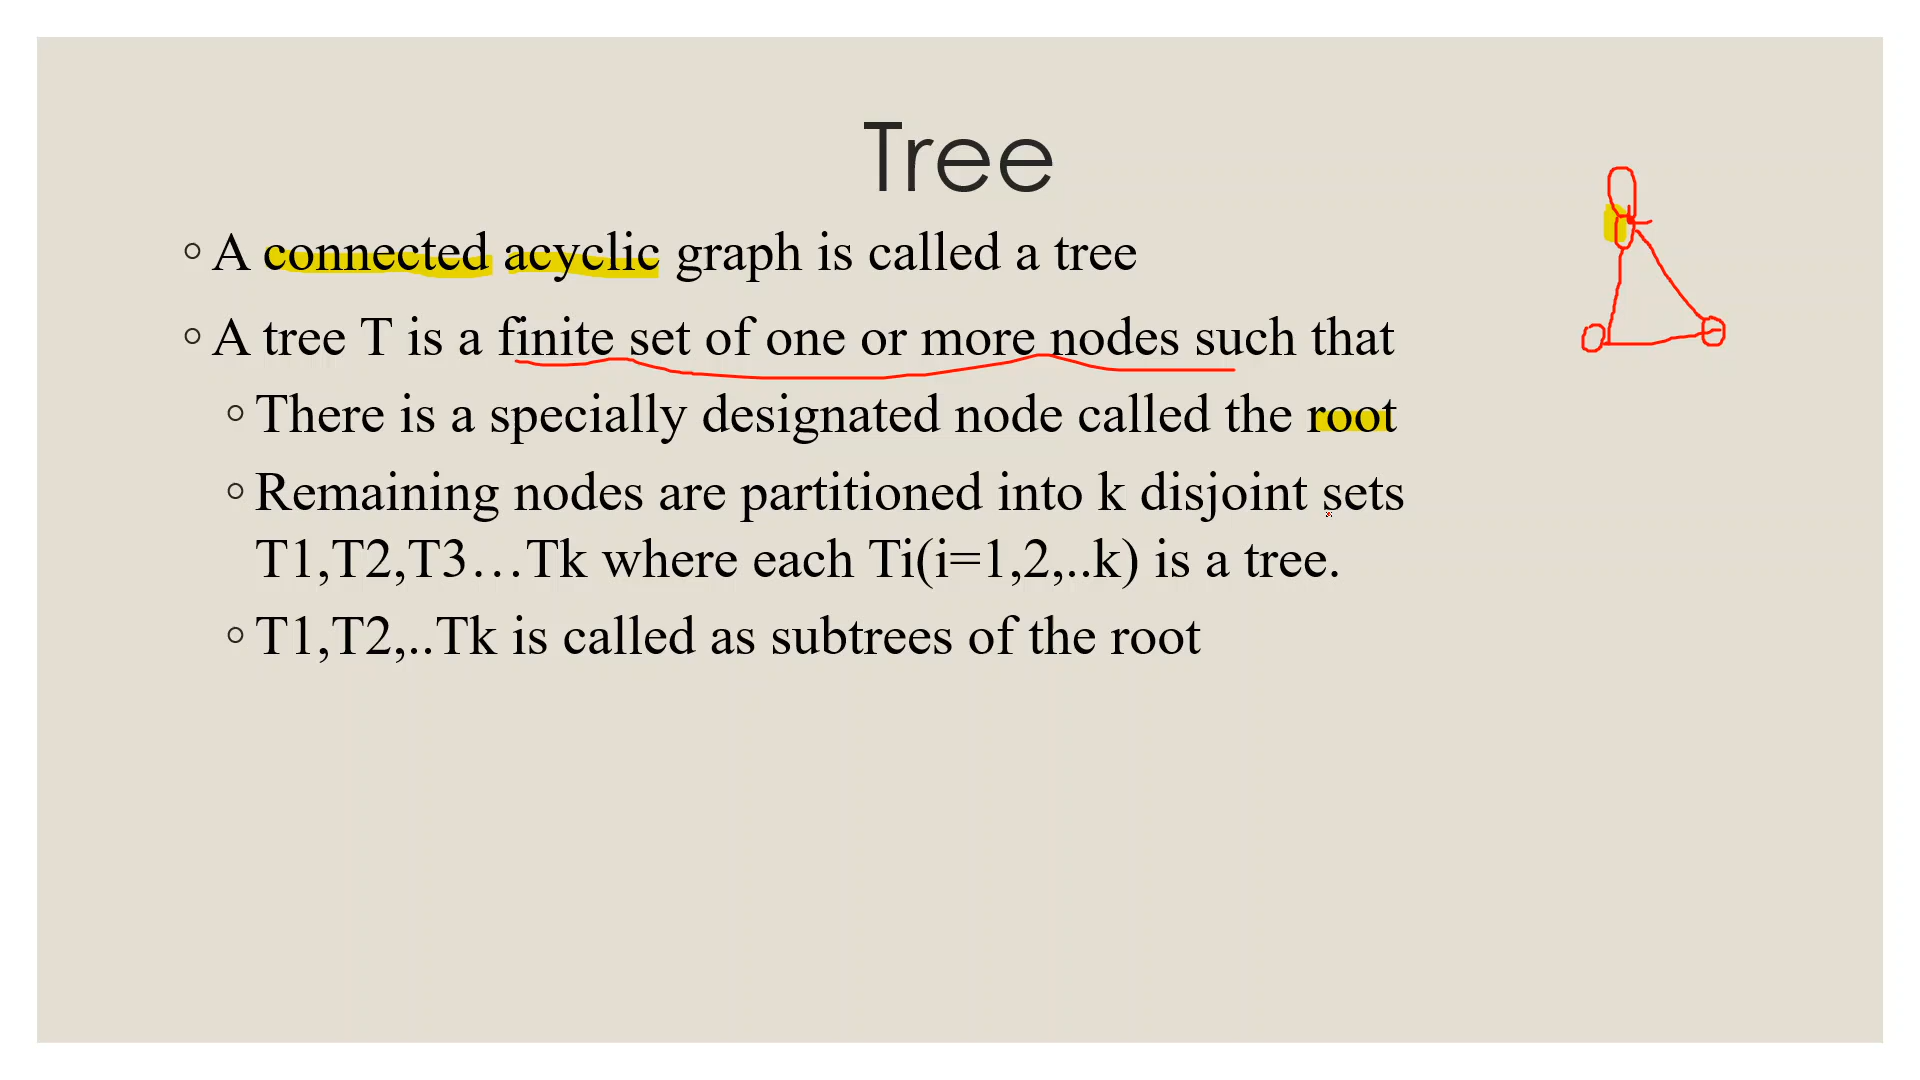 Tree
A connected acyclic graph is called a tree
A tree T is a finite set of one or more nodes such that
There is a specially designated node called the root
Remaining nodes are partitioned into k disjoint sets
T1,T2,T3…Tk where each Ti(i=1,2,..k) is a tree.
T1,T2,..Tk is called as subtrees of the root